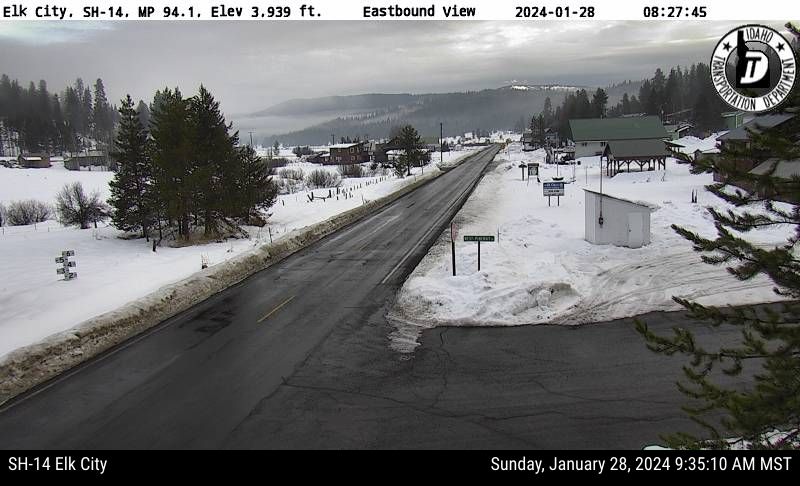 Elk City, SH-14, MP 94.1, Elev 3,939 ft. Eastbound View 2024-01-28 08:27:45
IDAHO
TRANSPORTATION DEPARTMENT
SH-14 Elk City Sunday, January 28, 2024 9:35:10 AM MST